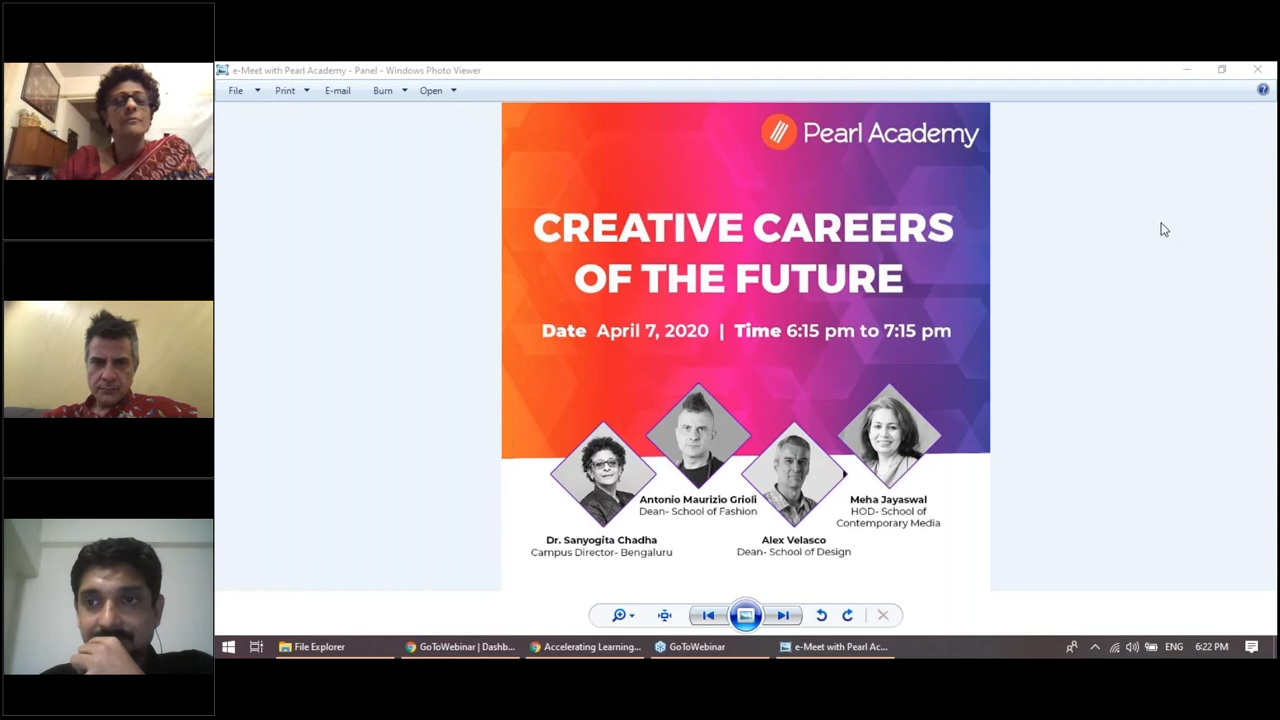 e-Meet with Pearl Academy - Panel - Windows Photo Viewer
File Print E-mail Burn Open
Pearl Academy
CREATIVE CAREERS
OF THE FUTURE
Date April 7, 2020 | Time 6:15 pm to 7:15 pm
Antonio Maurizio Grioli
Dean- School of Fashion
Meha Jayaswal
HOD- School of
Contemporary Media
Dr. Sanyogita Chadha
Campus Director- Bengaluru
Alex Velasco
Dean- School of Design
File Explorer GoToWebinar | Dashb... Accelerating Learning... GoToWebinar e-Meet with Pearl Ac... ENG 6:22 PM